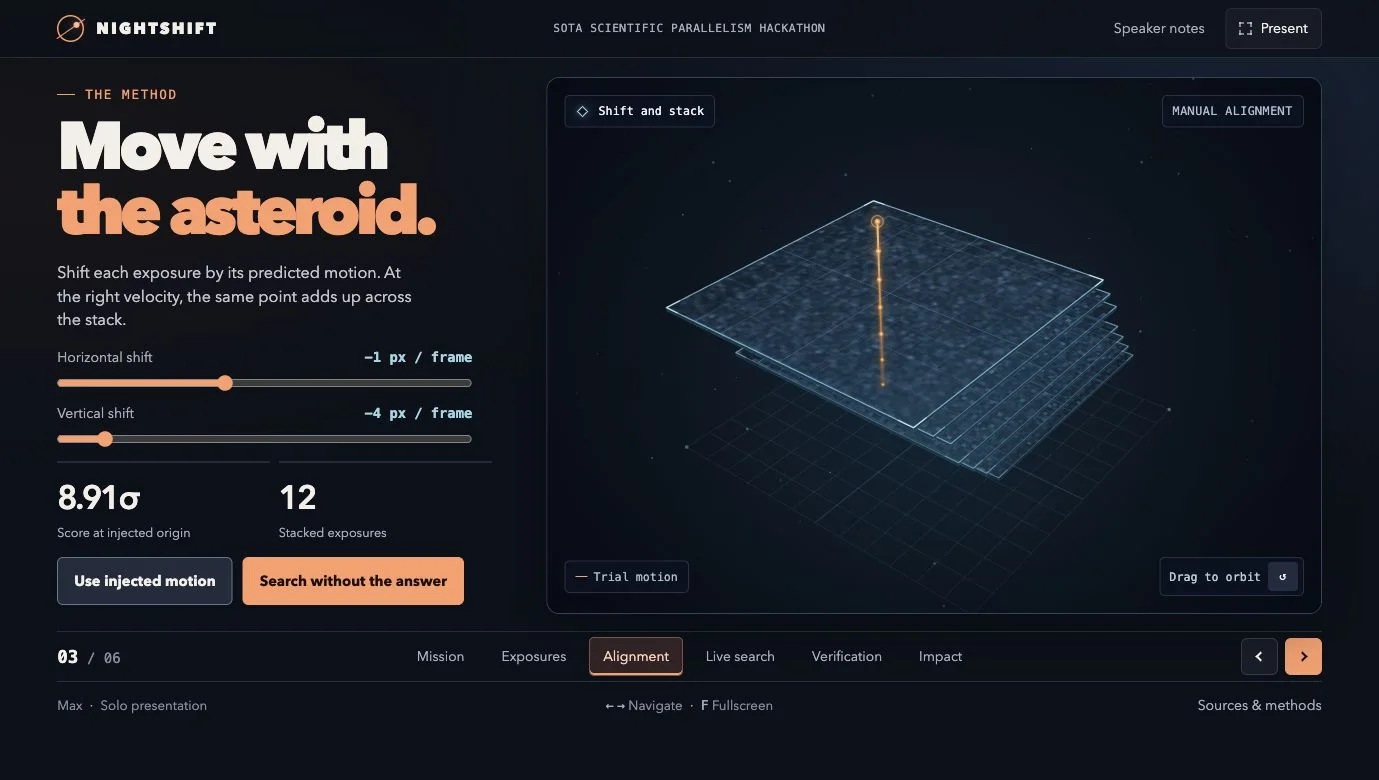 NIGHTSHIFT
SOTA SCIENTIFIC PARALLELISM HACKATHON
Speaker notes
Present
THE METHOD
Move with
the asteroid.
Shift each exposure by its predicted motion. At
the right velocity, the same point adds up across
the stack.
Horizontal shift
−1 px / frame
Vertical shift
−4 px / frame
8.91σ
Score at injected origin
12
Stacked exposures
Use injected motion
Search without the answer
Shift and stack
MANUAL ALIGNMENT
Trial motion
Drag to orbit ↺
03 / 06
Mission
Exposures
Alignment
Live search
Verification
Impact
Max · Solo presentation
←→ Navigate · F Fullscreen
Sources & methods